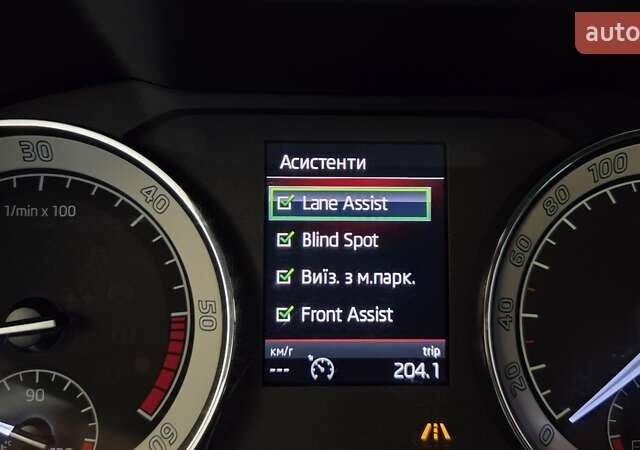 auto
Асистенти
Lane Assist
Blind Spot
Виїз. з м.парк.
Front Assist
км/г trip
--- 204.1
30
40
50
60
1/min x 100
90
0
20
40
60
80
100